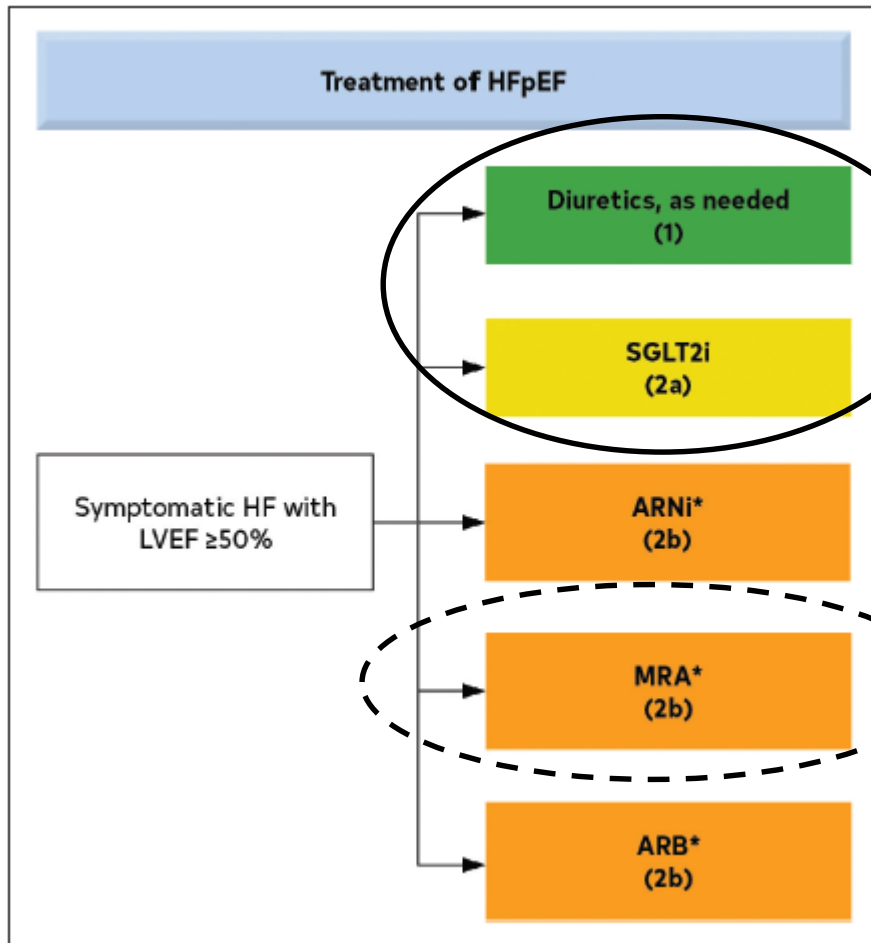 Treatment of HFpEF
Diuretics, as needed
(1)
SGLT2i
(2a)
Symptomatic HF with
LVEF ≥50%
ARNi*
(2b)
MRA*
(2b)
ARB*
(2b)